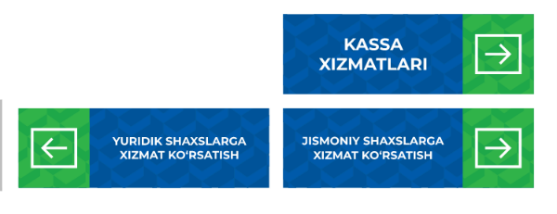 KASSA
XIZMATLARI
YURIDIK SHAXSLARGA
XIZMAT KO'RSATISH
JISMONIY SHAXSLARGA
XIZMAT KO'RSATISH